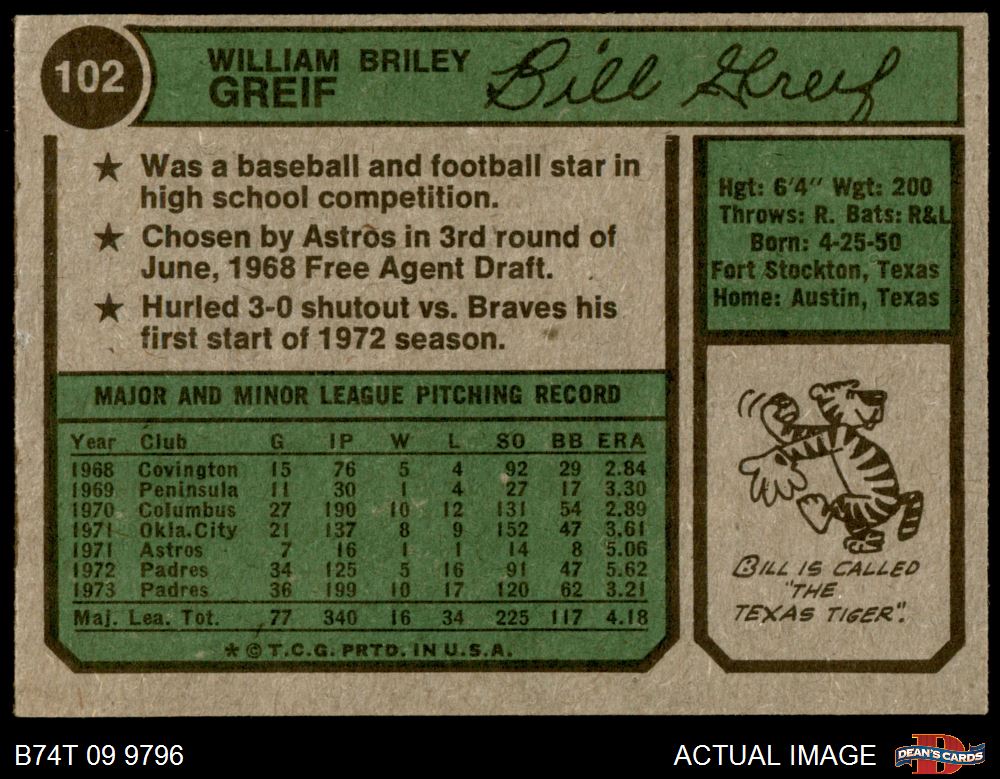 102
WILLIAM BRILEY
GREIF
Bill Greif
★ Was a baseball and football star in
high school competition.
★ Chosen by Astros in 3rd round of
June, 1968 Free Agent Draft.
★ Hurled 3-0 shutout vs. Braves his
first start of 1972 season.
Hgt: 6'4" Wgt: 200
Throws: R. Bats: R&L
Born: 4-25-50
Fort Stockton, Texas
Home: Austin, Texas
MAJOR AND MINOR LEAGUE PITCHING RECORD
Year Club G IP W L SO BB ERA
1968 Covington 15 76 5 4 92 29 2.84
1969 Peninsula 11 30 1 4 27 17 3.30
1970 Columbus 27 190 10 12 131 54 2.89
1971 Okla.City 21 137 8 9 152 47 3.61
1971 Astros 7 16 1 1 14 8 5.06
1972 Padres 34 125 5 16 91 47 5.62
1973 Padres 36 199 10 17 120 62 3.21
Maj. Lea. Tot. 77 340 16 34 225 117 4.18
* © T.C.G. PRTD. IN U.S.A.
BILL IS CALLED
"THE
TEXAS TIGER".
B74T 09 9796
ACTUAL IMAGE
D
DEAN'S CARDS